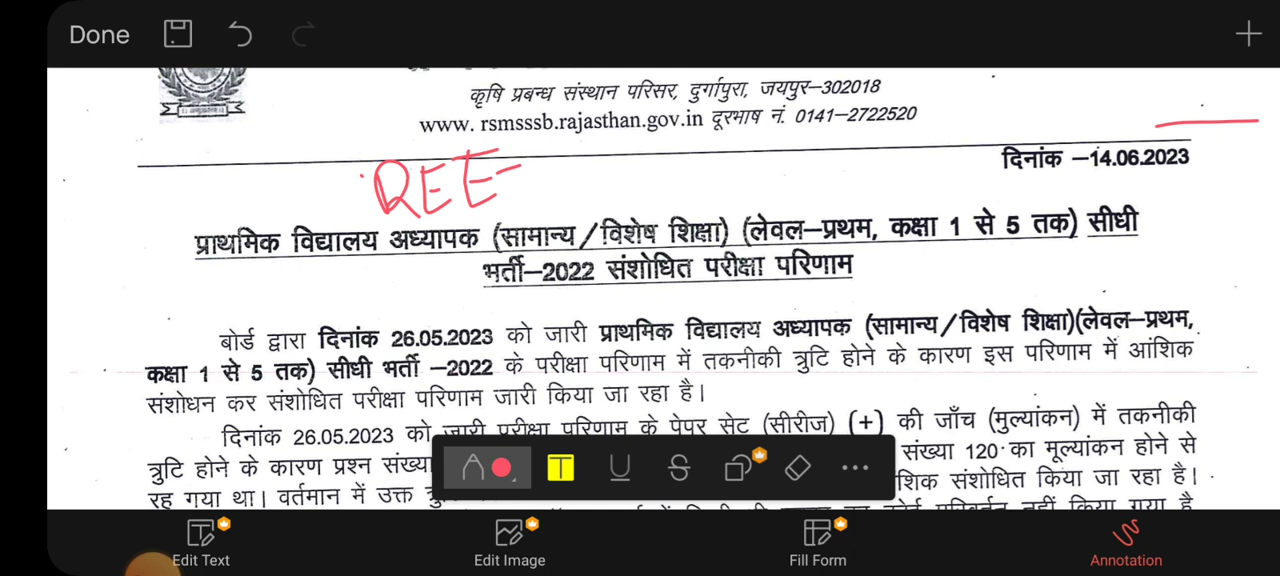 Done
कृषि प्रबन्ध संस्थान परिसर, दुर्गापुरा, जयपुर–302018
www. rsmsssb.rajasthan.gov.in दूरभाष नं. 0141–2722520
दिनांक –14.06.2023
REE
प्राथमिक विद्यालय अध्यापक (सामान्य/विशेष शिक्षा) (लेवल–प्रथम, कक्षा 1 से 5 तक) सीधी
भर्ती–2022 संशोधित परीक्षा परिणाम
बोर्ड द्वारा दिनांक 26.05.2023 को जारी प्राथमिक विद्यालय अध्यापक (सामान्य/विशेष शिक्षा)(लेवल–प्रथम,
कक्षा 1 से 5 तक) सीधी भर्ती –2022 के परीक्षा परिणाम में तकनीकी त्रुटि होने के कारण इस परिणाम में आंशिक
संशोधन कर संशोधित परीक्षा परिणाम जारी किया जा रहा है।
दिनांक 26.05.2023 को जारी परीक्षा परिणाम के पेपर सेट (सीरीज) (+) की जाँच (मुल्यांकन) में तकनीकी
त्रुटि होने के कारण प्रश्न संख्या संख्या 120 का मूल्यांकन होने से
रह गया था। वर्तमान में उक्त शिक संशोधित किया जा रहा है।
नहीं किया गया है
Edit Text
Edit Image
Fill Form
Annotation